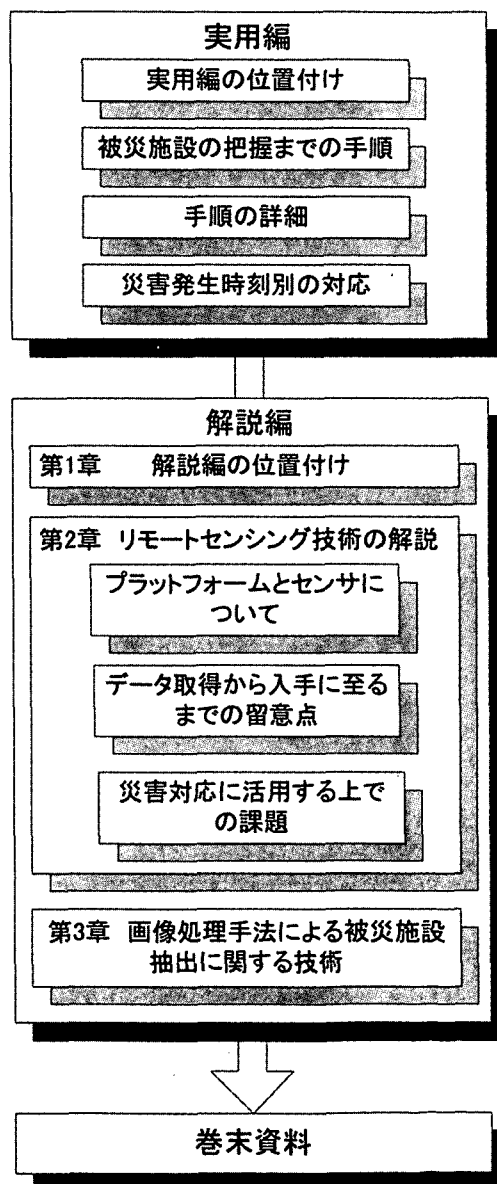 実用編
実用編の位置付け
被災施設の把握までの手順
手順の詳細
災害発生時刻別の対応
解説編
第1章 解説編の位置付け
第2章 リモートセンシング技術の解説
プラットフォームとセンサに
ついて
データ取得から入手に至る
までの留意点
災害対応に活用する上で
の課題
第3章 画像処理手法による被災施設
抽出に関する技術
巻末資料